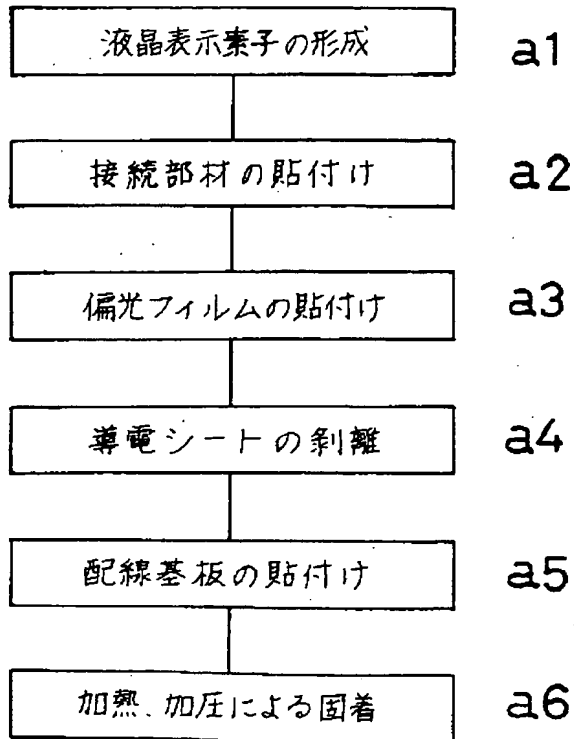 液晶表示素子の形成 a1
接続部材の貼付け a2
偏光フィルムの貼付け a3
導電シートの剥離 a4
配線基板の貼付け a5
加熱、加圧による固着 a6